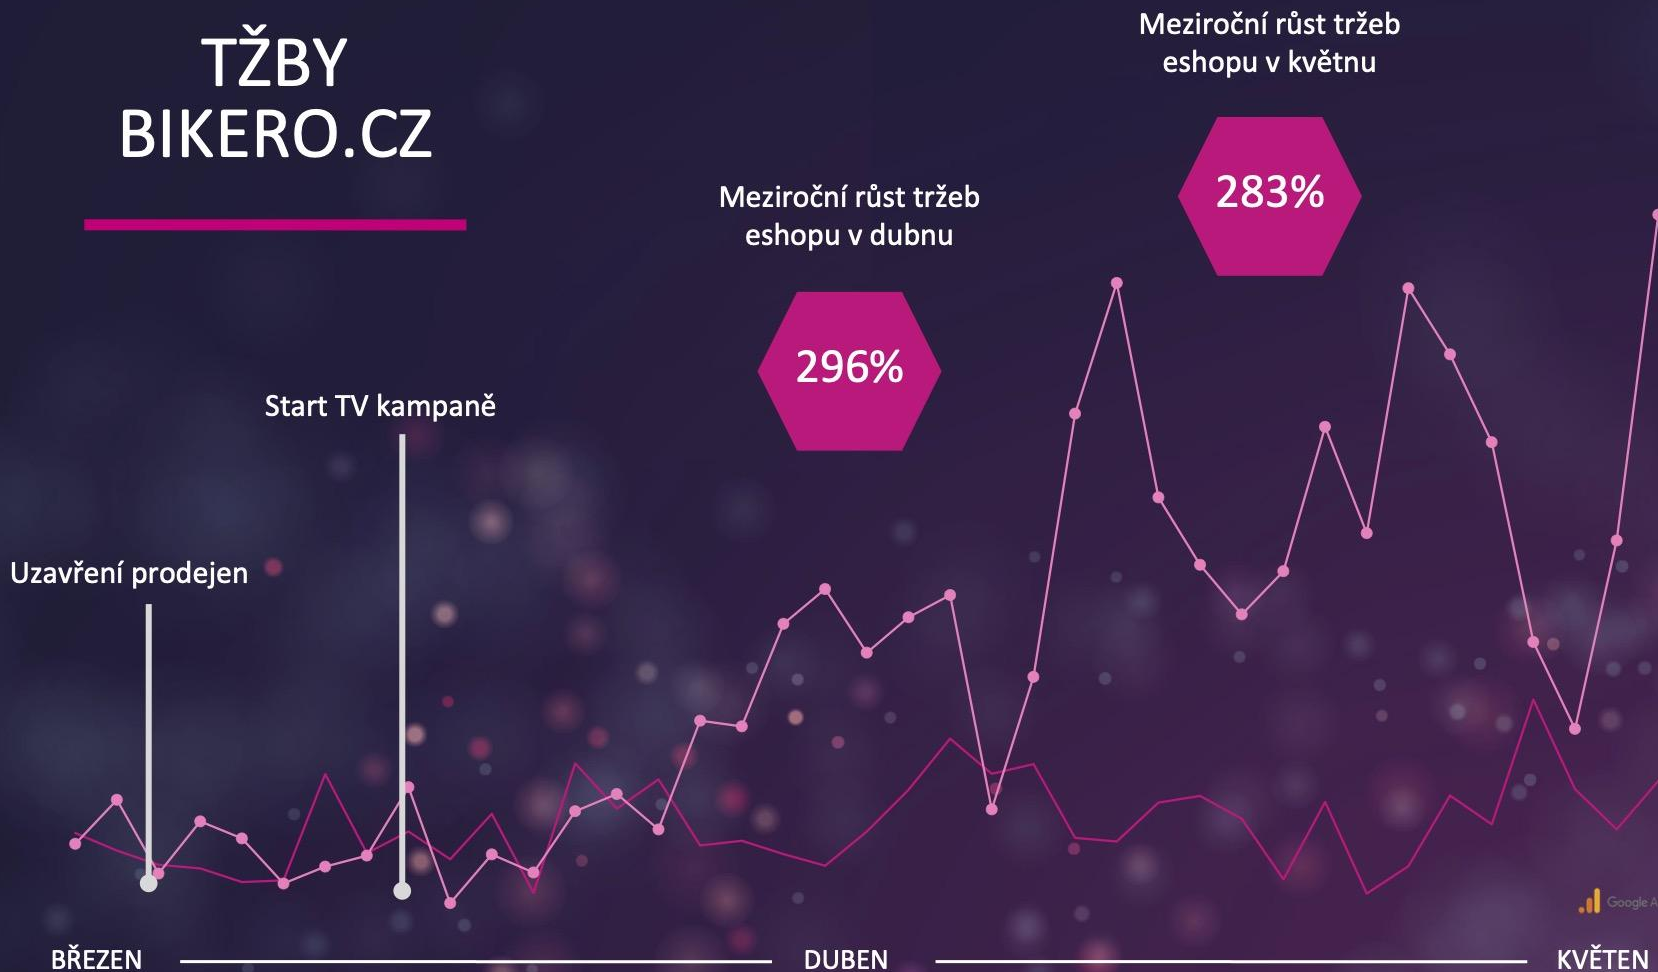 TŽBY
BIKERO.CZ
Meziroční růst tržeb
eshopu v květnu
283%
Meziroční růst tržeb
eshopu v dubnu
296%
Start TV kampaně
Uzavření prodejen
Google A
BŘEZEN
DUBEN
KVĚTEN